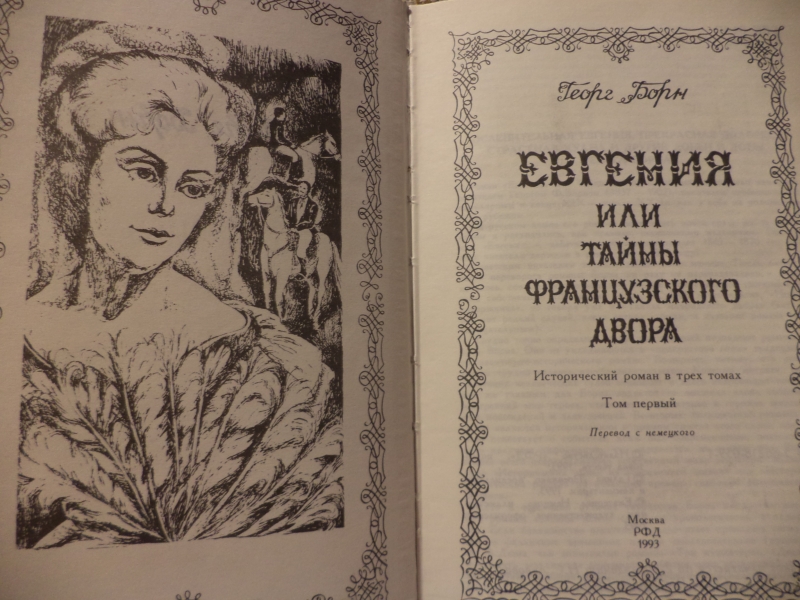 Георг Борн
ЕВГЕНИЯ
ИЛИ
ТАЙНЫ
ФРАНЦУЗСКОГО
ДВОРА
Исторический роман в трех томах
Том первый
Перевод с немецкого
Москва
РФД
1993